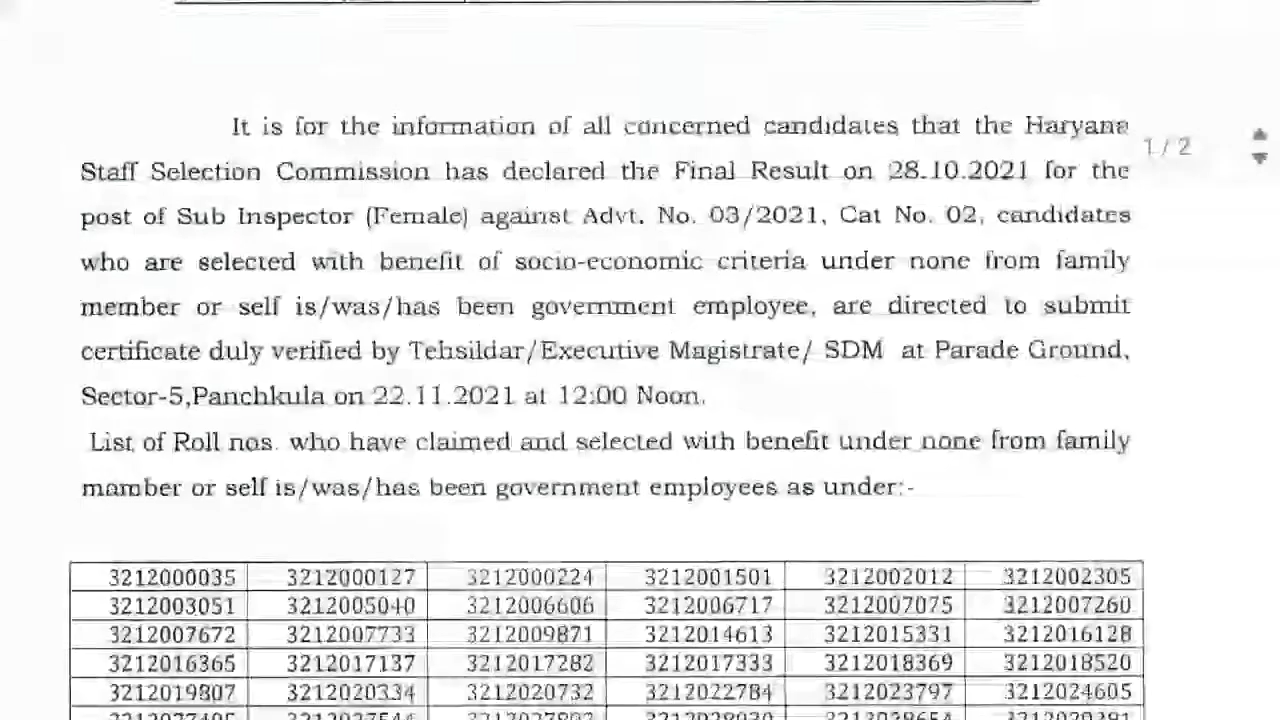 It is for the information of all concerned candidates that the Haryana
1 / 2
Staff Selection Commission has declared the Final Result on 28.10.2021 for the
post of Sub Inspector (Female) against Advt. No. 03/2021, Cat No. 02, candidates
who are selected with benefit of socio-economic criteria under none from family
member or self is/was/has been government employee, are directed to submit
certificate duly verified by Tehsildar/Executive Magistrate/ SDM at Parade Ground,
Sector-5,Panchkula on 22.11.2021 at 12:00 Noon.
List of Roll nos. who have claimed and selected with benefit under none from family
mamber or self is/was/has been government employees as under:-
3212000035 3212000127 3212000224 3212001501 3212002012 3212002305
3212003051 3212005040 3212006606 3212006717 3212007075 3212007260
3212007672 3212007733 3212009871 3212014613 3212015331 3212016128
3212016365 3212017137 3212017282 3212017333 3212018369 3212018520
3212019807 3212020334 3212020732 3212022784 3212023797 3212024605